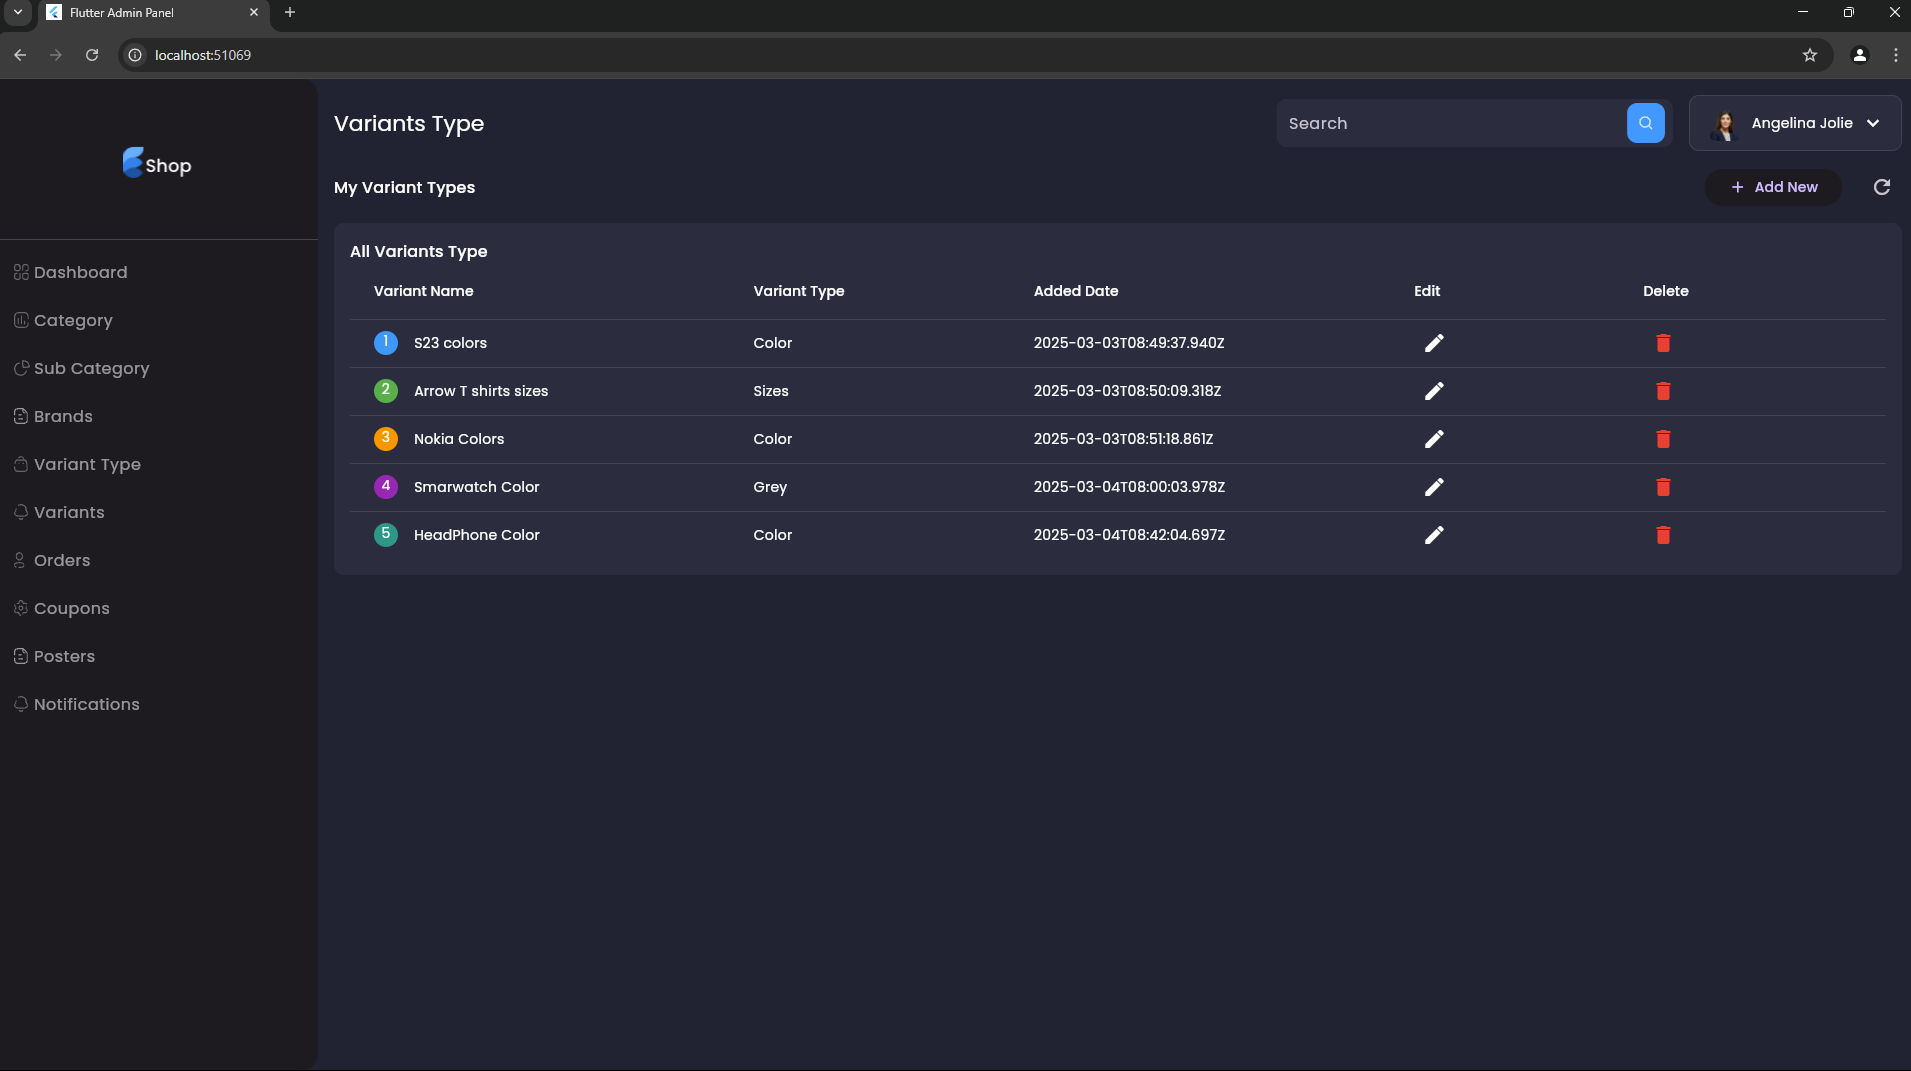 Flutter Admin Panel
localhost:51069
Shop
Dashboard
Category
Sub Category
Brands
Variant Type
Variants
Orders
Coupons
Posters
Notifications
Variants Type
Search
Angelina Jolie
My Variant Types
Add New
All Variants Type
Variant Name Variant Type Added Date Edit Delete
1 S23 colors Color 2025-03-03T08:49:37.940Z
2 Arrow T shirts sizes Sizes 2025-03-03T08:50:09.318Z
3 Nokia Colors Color 2025-03-03T08:51:18.861Z
4 Smarwatch Color Grey 2025-03-04T08:00:03.978Z
5 HeadPhone Color Color 2025-03-04T08:42:04.697Z